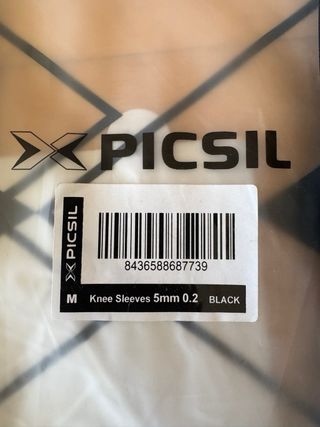 PICSIL
PICSIL
8436588687739
M Knee Sleeves 5mm 0.2 BLACK